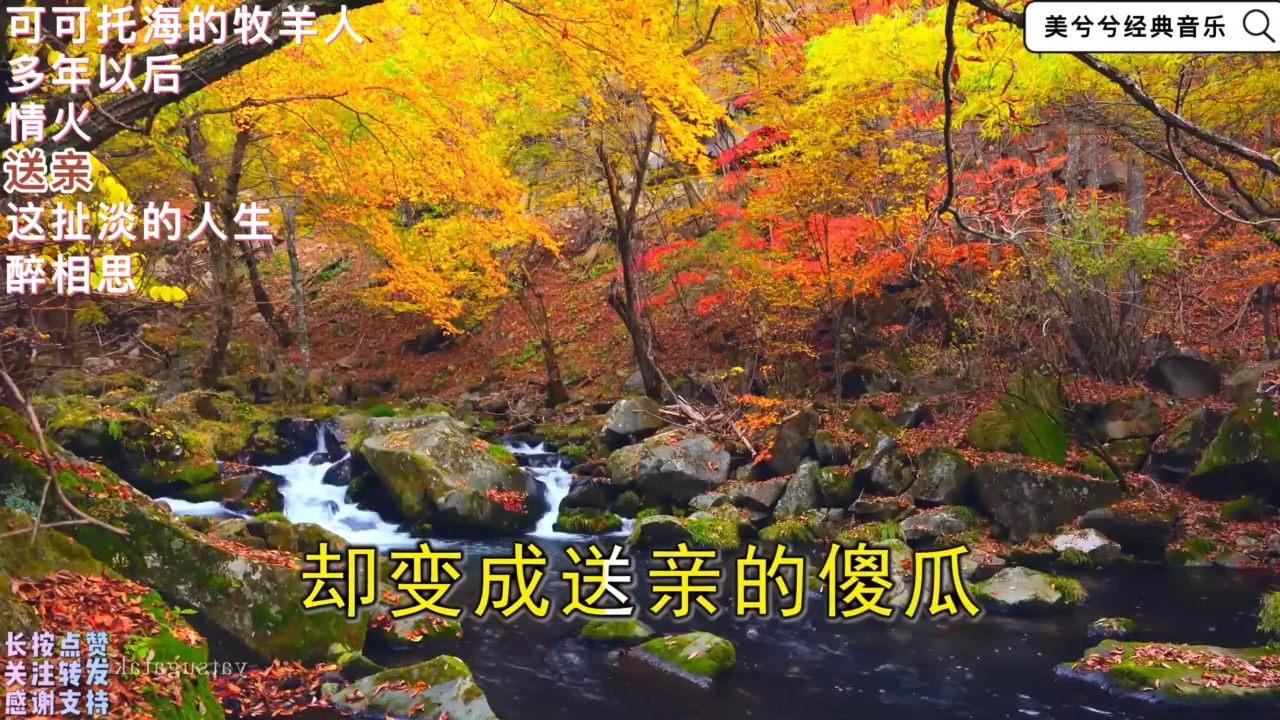 可可托海的牧羊人
多年以后
情火
送亲
这扯淡的人生
醉相思
美兮兮经典音乐
却变成送亲的傻瓜
长按点赞
关注转发
感谢支持
yatsugatak